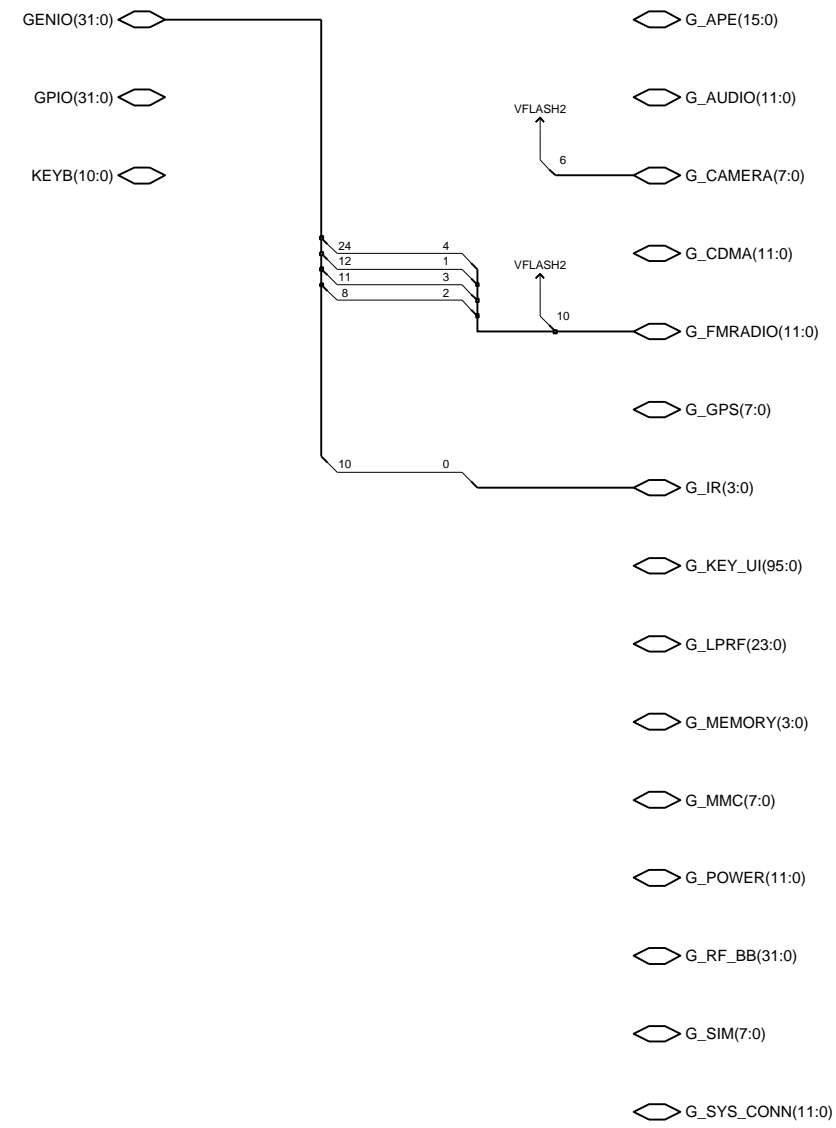 GENIO(31:0)
G_APE(15:0)
GPIO(31:0)
G_AUDIO(11:0)
VFLASH2
6
KEYB(10:0)
G_CAMERA(7:0)
24 4
G_CDMA(11:0)
12 1
VFLASH2
11 3
8 2
10
G_FMRADIO(11:0)
G_GPS(7:0)
10 0
G_IR(3:0)
G_KEY_UI(95:0)
G_LPRF(23:0)
G_MEMORY(3:0)
G_MMC(7:0)
G_POWER(11:0)
G_RF_BB(31:0)
G_SIM(7:0)
G_SYS_CONN(11:0)